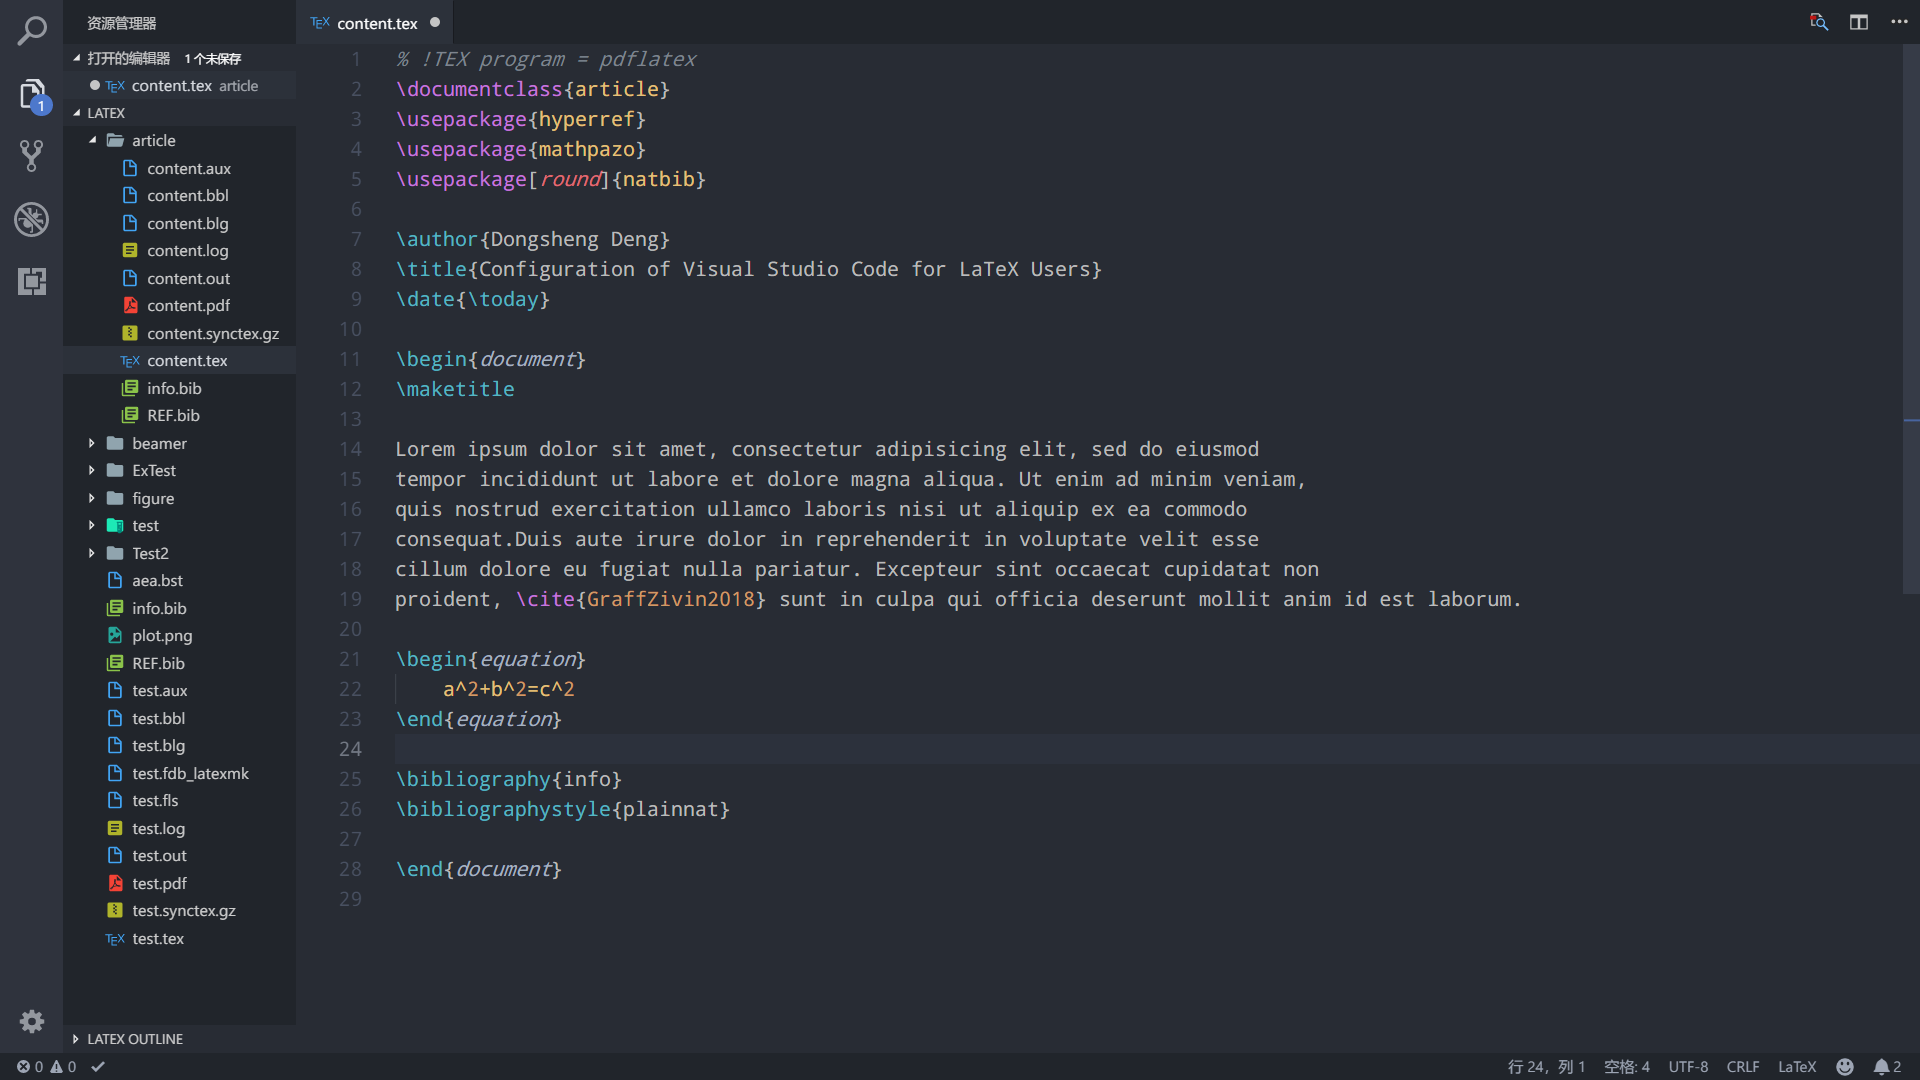 资源管理器
打开的编辑器 1 个未保存
TEX content.tex article
LATEX
article
content.aux
content.bbl
content.blg
content.log
content.out
content.pdf
content.synctex.gz
TEX content.tex
info.bib
REF.bib
beamer
ExTest
figure
test
Test2
aea.bst
info.bib
plot.png
REF.bib
test.aux
test.bbl
test.blg
test.fdb_latexmk
test.fls
test.log
test.out
test.pdf
test.synctex.gz
TEX test.tex
LATEX OUTLINE
1
TEX content.tex
1 % !TEX program = pdflatex
2 \documentclass{article}
3 \usepackage{hyperref}
4 \usepackage{mathpazo}
5 \usepackage[round]{natbib}
6
7 \author{Dongsheng Deng}
8 \title{Configuration of Visual Studio Code for LaTeX Users}
9 \date{\today}
10
11 \begin{document}
12 \maketitle
13
14 Lorem ipsum dolor sit amet, consectetur adipisicing elit, sed do eiusmod
15 tempor incididunt ut labore et dolore magna aliqua. Ut enim ad minim veniam,
16 quis nostrud exercitation ullamco laboris nisi ut aliquip ex ea commodo
17 consequat.Duis aute irure dolor in reprehenderit in voluptate velit esse
18 cillum dolore eu fugiat nulla pariatur. Excepteur sint occaecat cupidatat non
19 proident, \cite{GraffZivin2018} sunt in culpa qui officia deserunt mollit anim id est laborum.
20
21 \begin{equation}
22     a^2+b^2=c^2
23 \end{equation}
24
25 \bibliography{info}
26 \bibliographystyle{plainnat}
27
28 \end{document}
29
0 0 行 24，列 1 空格: 4 UTF-8 CRLF LaTeX 2